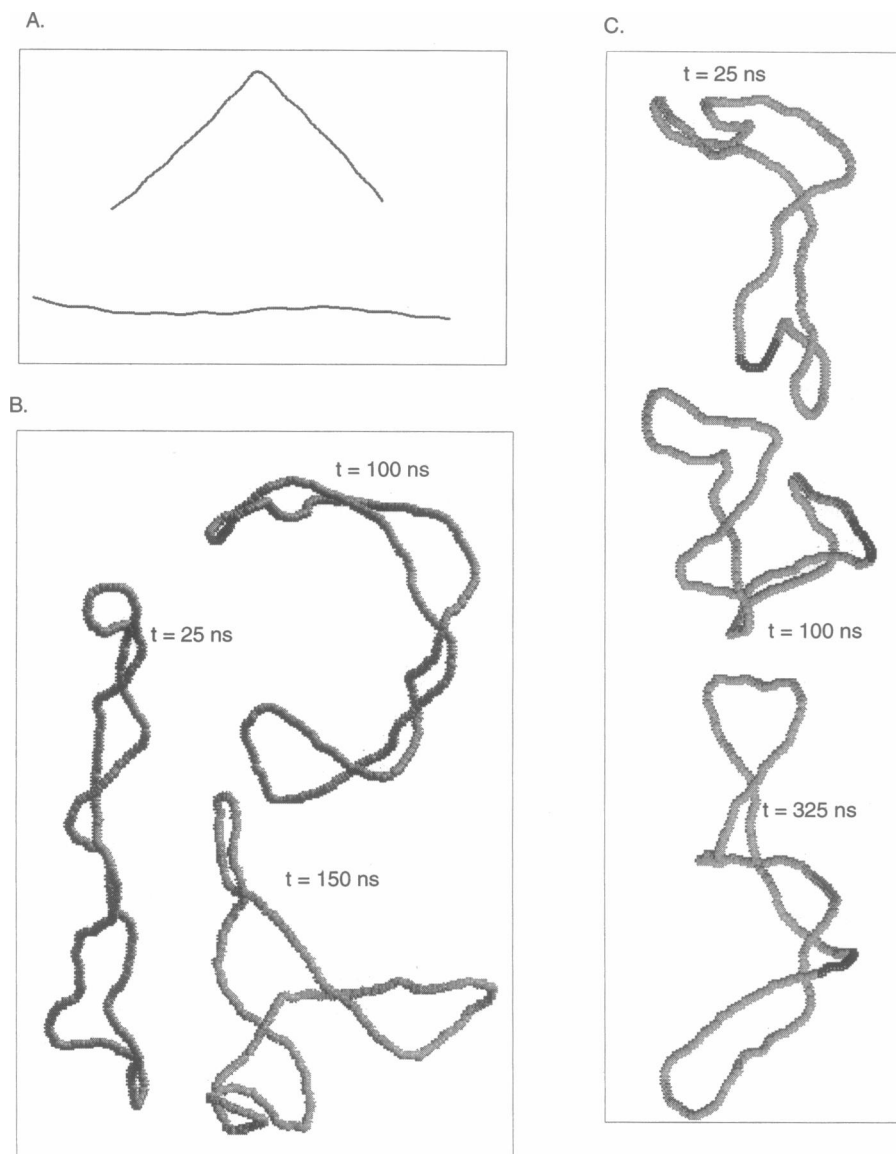 A.
B.
t = 100 ns
t = 25 ns
t = 150 ns
C.
t = 25 ns
t = 100 ns
t = 325 ns